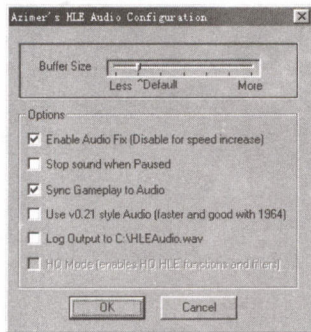 Azimer's HLE Audio Configuration
Buffer Size
Less ^Default More
Options
Enable Audio Fix (Disable for speed increase)
Stop sound when Paused
Sync Gameplay to Audio
Use v0.21 style Audio (faster and good with 1964)
Log Output to C:\HLEAudio.wav
HQ Mode (enables HQ HLE functions and filters)
OK Cancel